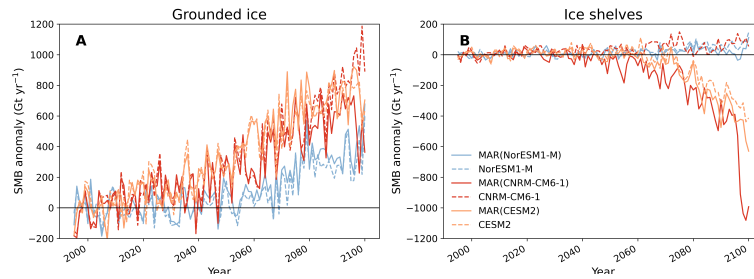 Grounded ice
A
SMB anomaly (Gt yr⁻¹)
1200
1000
800
600
400
200
0
−200
2000
2020
2040
2060
2080
2100
Year
Ice shelves
B
SMB anomaly (Gt yr⁻¹)
200
0
−200
−400
−600
−800
−1000
−1200
MAR(NorESM1-M)
NorESM1-M
MAR(CNRM-CM6-1)
CNRM-CM6-1
MAR(CESM2)
CESM2
2000
2020
2040
2060
2080
2100
Year